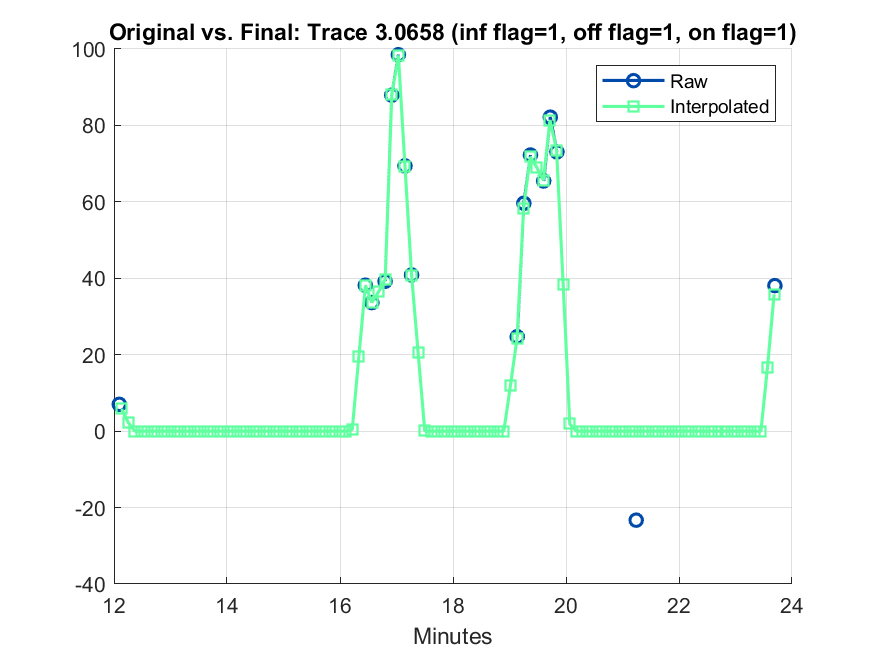 Original vs. Final: Trace 3.0658 (inf flag=1, off flag=1, on flag=1)
100
80
60
40
20
0
-20
-40
Raw
Interpolated
12 14 16 18 20 22 24
Minutes